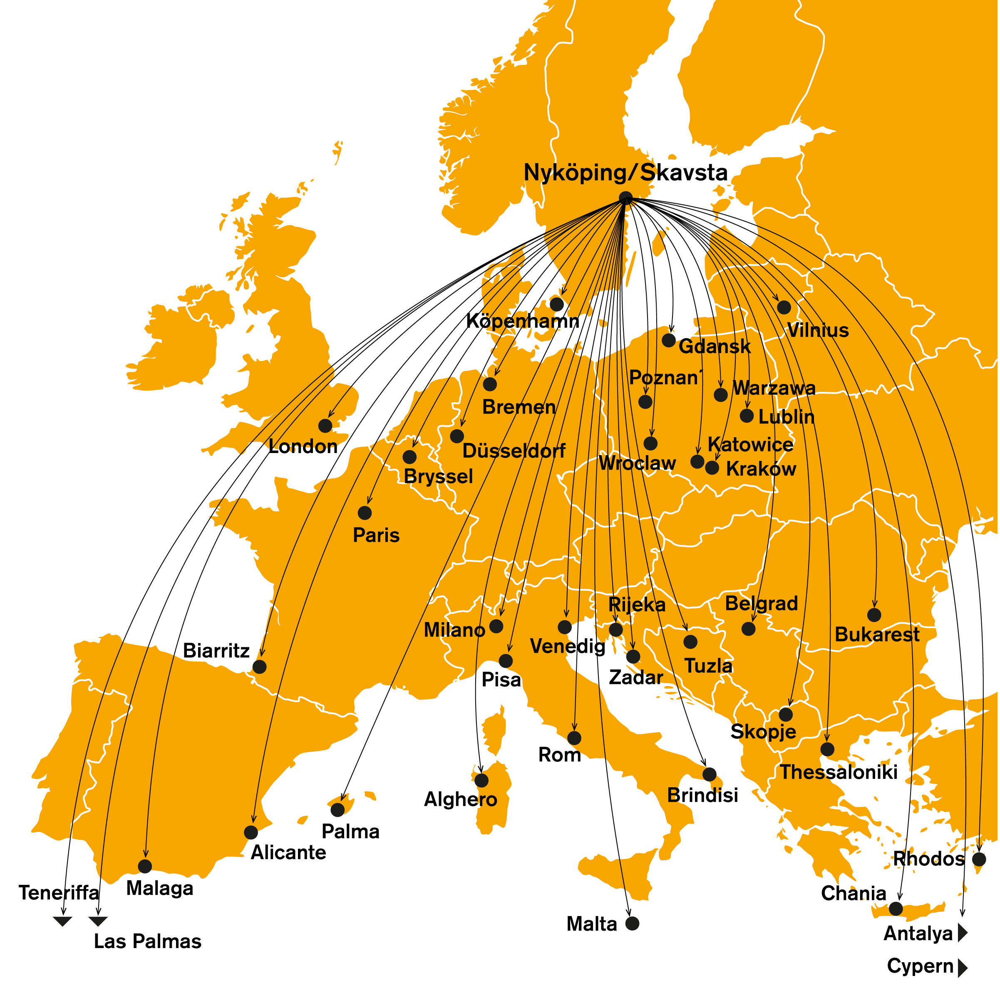 Nyköping/Skavsta
Köpenhamn
Vilnius
Gdansk
Poznan´
Warzawa
Bremen
Lublin
London
Düsseldorf
Katowice
Wroclaw
Kraków
Bryssel
Paris
Rijeka
Belgrad
Milano
Bukarest
Venedig
Biarritz
Tuzla
Pisa
Zadar
Skopje
Rom
Thessaloniki
Brindisi
Alghero
Palma
Alicante
Rhodos
Malaga
Teneriffa
Chania
Malta
Antalya
Las Palmas
Cypern